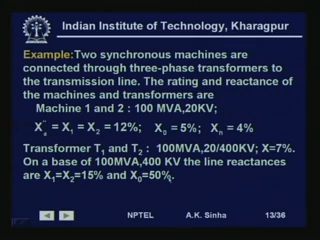 Indian Institute of Technology, Kharagpur
Example:Two synchronous machines are
connected through three-phase transformers to
the transmission line. The rating and reactance of
the machines and transformers are
Machine 1 and 2 : 100 MVA,20KV;
X"d = X1 = X2 = 12%; X0 = 5%; Xn = 4%
Transformer T1 and T2 : 100MVA,20/400KV; X=7%.
On a base of 100MVA,400 KV the line reactances
are X1=X2=15% and X0=50%.
NPTEL A.K. Sinha 13/36